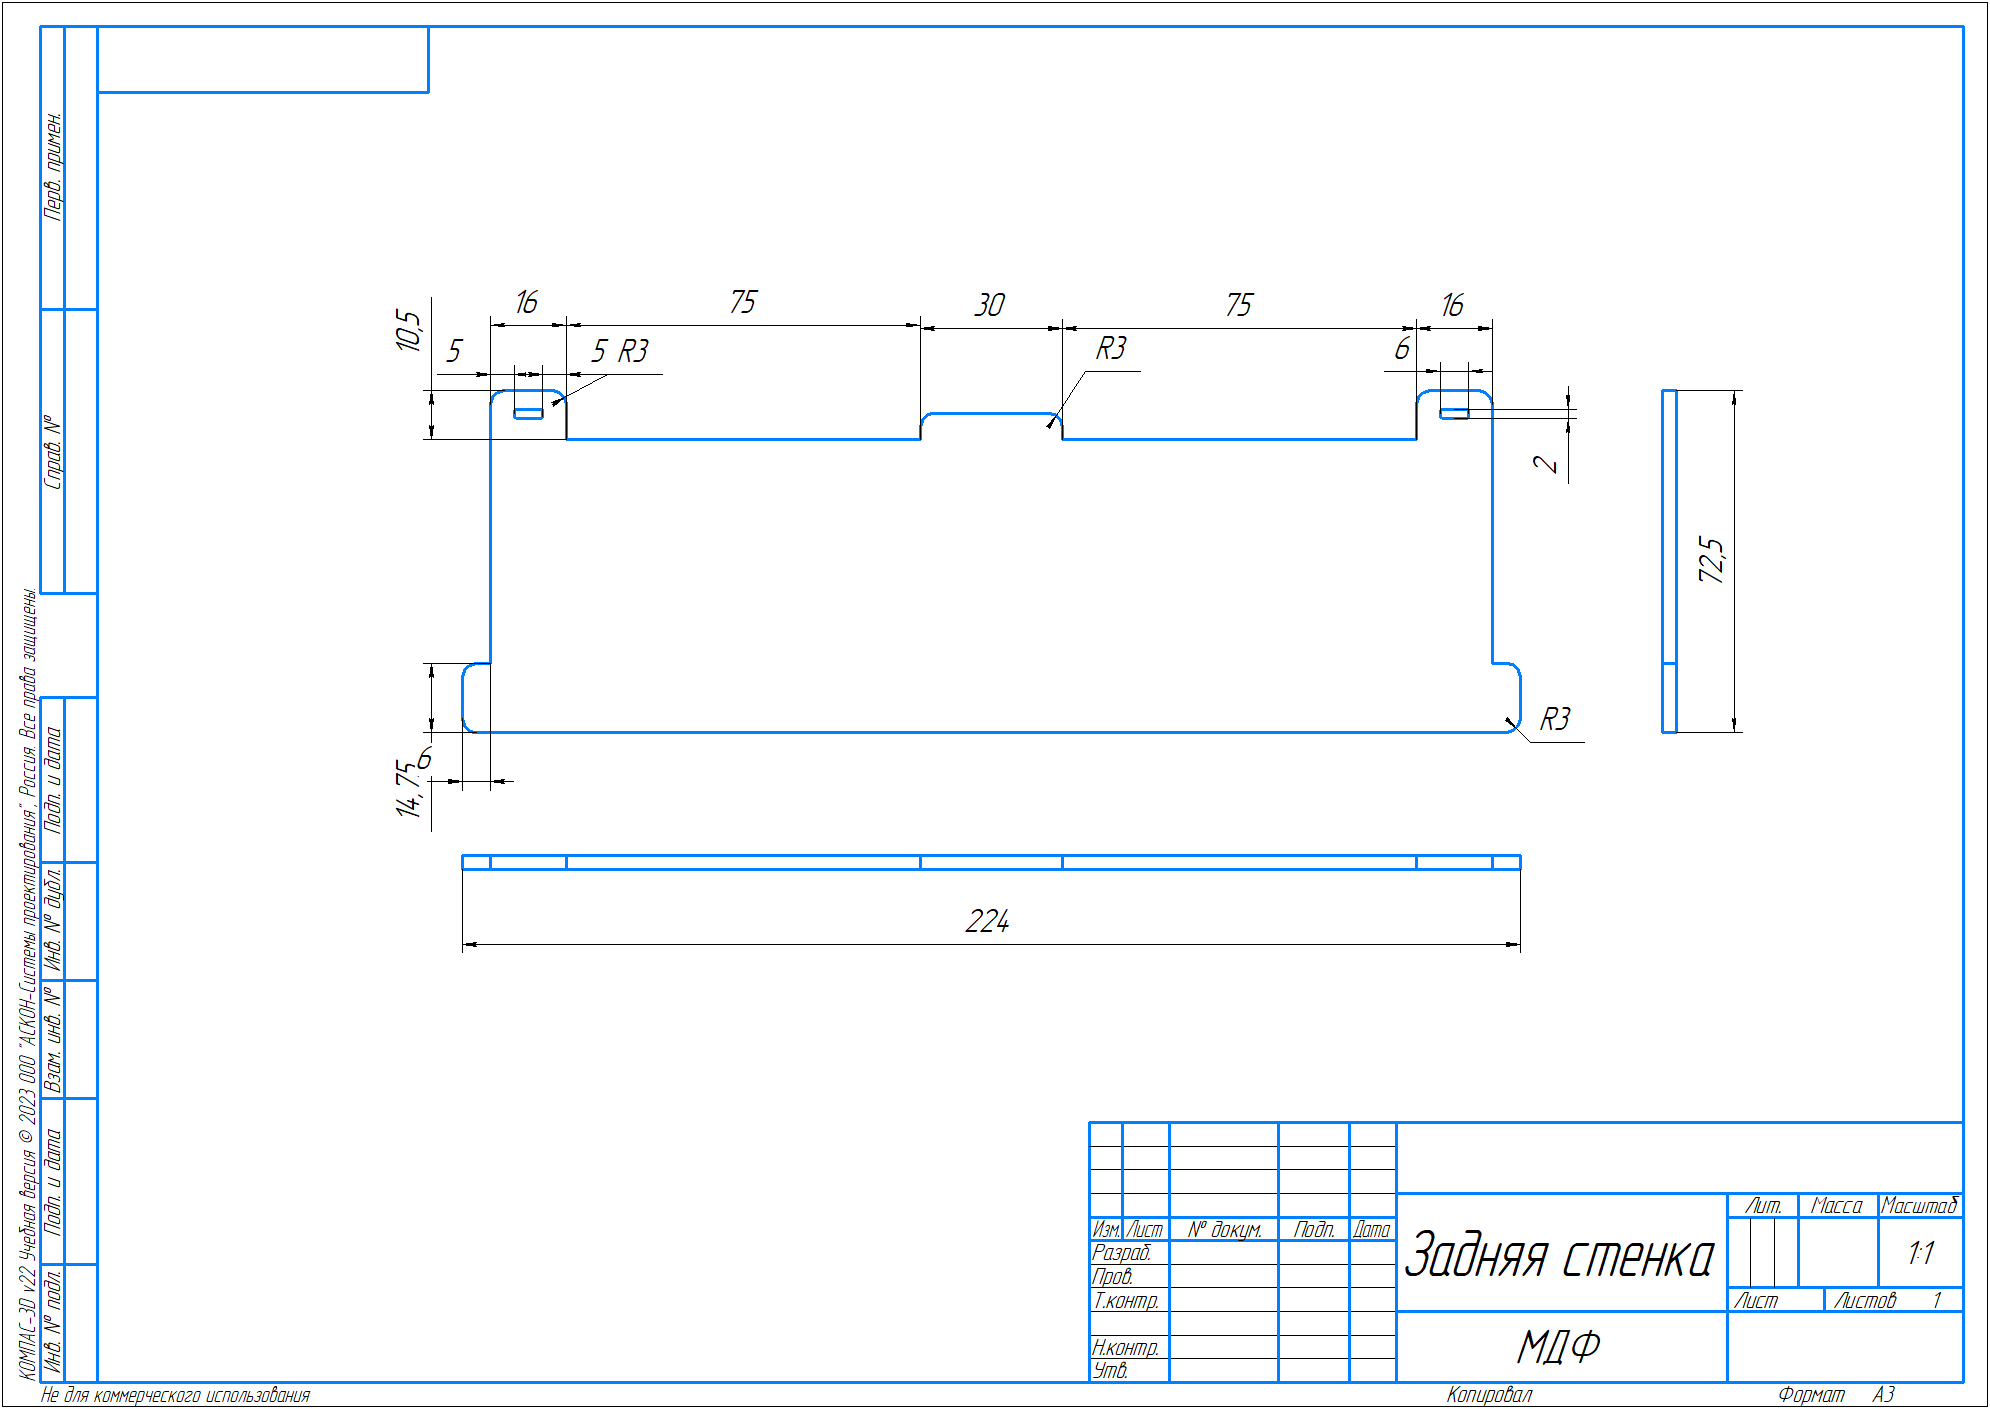 Перв. примен.
Справ. №
Подп. и дата
Инв. № дубл.
Взам. инв. №
Подп. и дата
Инв. № подл.
КОМПАС-3D v22 Учебная версия © 2023 ООО "АСКОН-Системы проектирования", Россия. Все права защищены.
16
75
30
75
16
10,5
5
5
R3
R3
6
2
72,5
R3
6
14,75
224
Изм.
Лист
№ докум.
Подп.
Дата
Разраб.
Пров.
Т.контр.
Н.контр.
Утв.
Задняя стенка
МДФ
Лит.
Масса
Масштаб
1:1
Лист
Листов 1
Не для коммерческого использования
Копировал
Формат А3